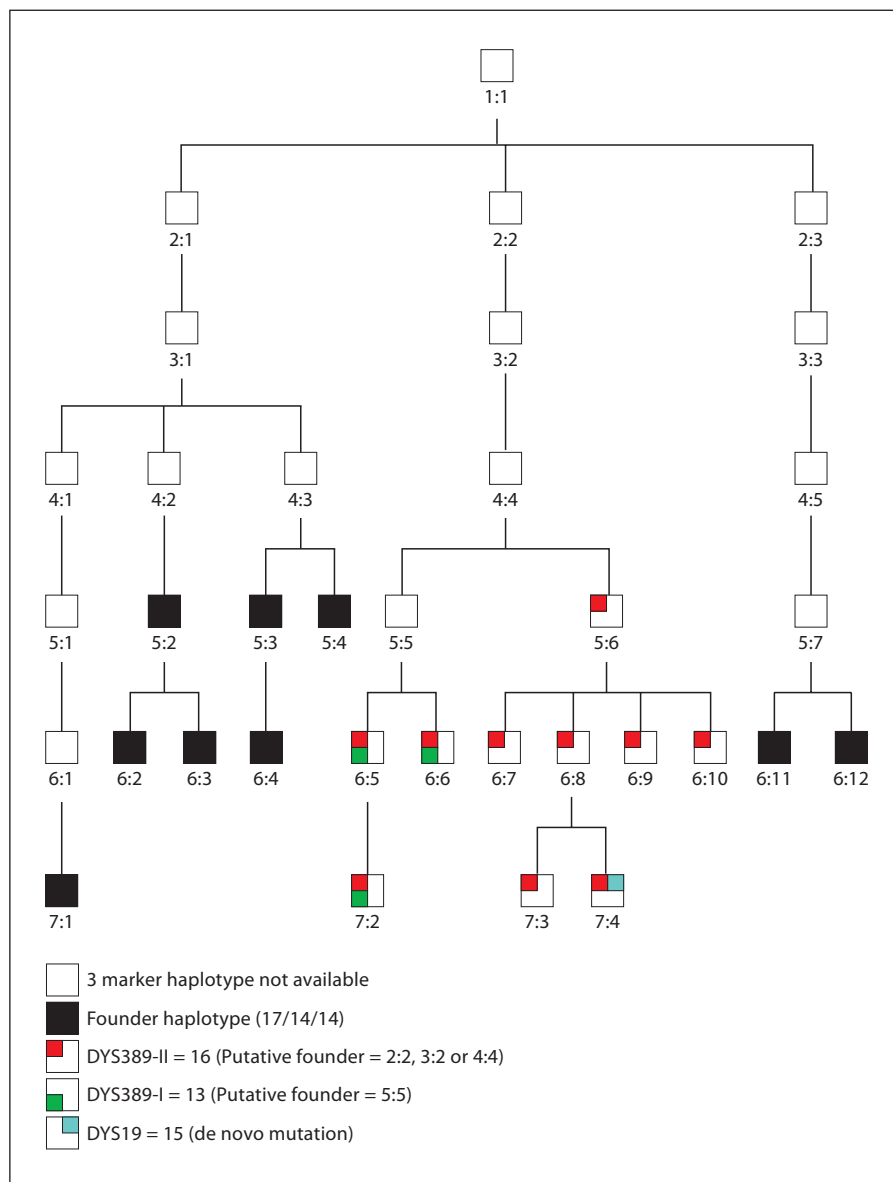 1:1
2:1 2:2 2:3
3:1 3:2 3:3
4:1 4:2 4:3 4:4 4:5
5:1 5:2 5:3 5:4 5:5 5:6 5:7
6:1 6:2 6:3 6:4 6:5 6:6 6:7 6:8 6:9 6:10 6:11 6:12
7:1 7:2 7:3 7:4
3 marker haplotype not available
Founder haplotype (17/14/14)
DYS389-II = 16 (Putative founder = 2:2, 3:2 or 4:4)
DYS389-I = 13 (Putative founder = 5:5)
DYS19 = 15 (de novo mutation)